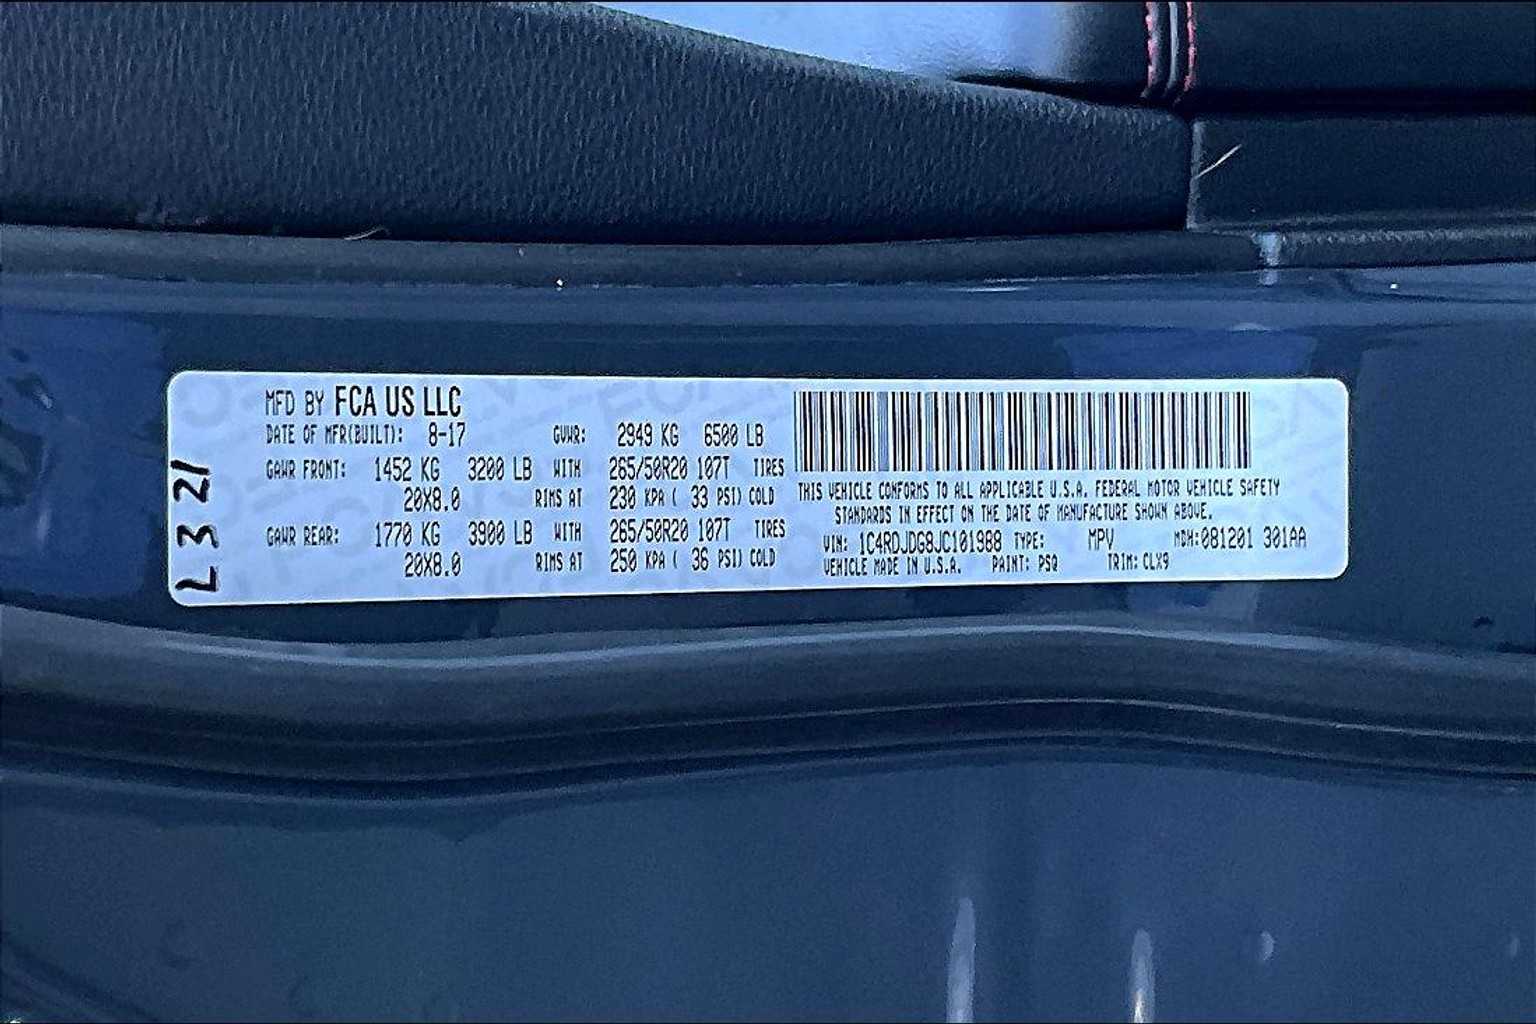 MFD BY FCA US LLC
DATE OF MFR(BUILT): 8-17 GVWR: 2949 KG 6500 LB
GAWR FRONT: 1452 KG 3200 LB WITH 265/50R20 107T TIRES
20X8.0 RIMS AT 230 KPA ( 33 PSI) COLD
GAWR REAR: 1770 KG 3900 LB WITH 265/50R20 107T TIRES
20X8.0 RIMS AT 250 KPA ( 36 PSI) COLD
THIS VEHICLE CONFORMS TO ALL APPLICABLE U.S.A. FEDERAL MOTOR VEHICLE SAFETY
STANDARDS IN EFFECT ON THE DATE OF MANUFACTURE SHOWN ABOVE.
VIN: 1C4RDJDG8JC101988 TYPE: MPV MDH:081201 301AA
VEHICLE MADE IN U.S.A. PAINT: PSQ TRIM: CLX9
L321